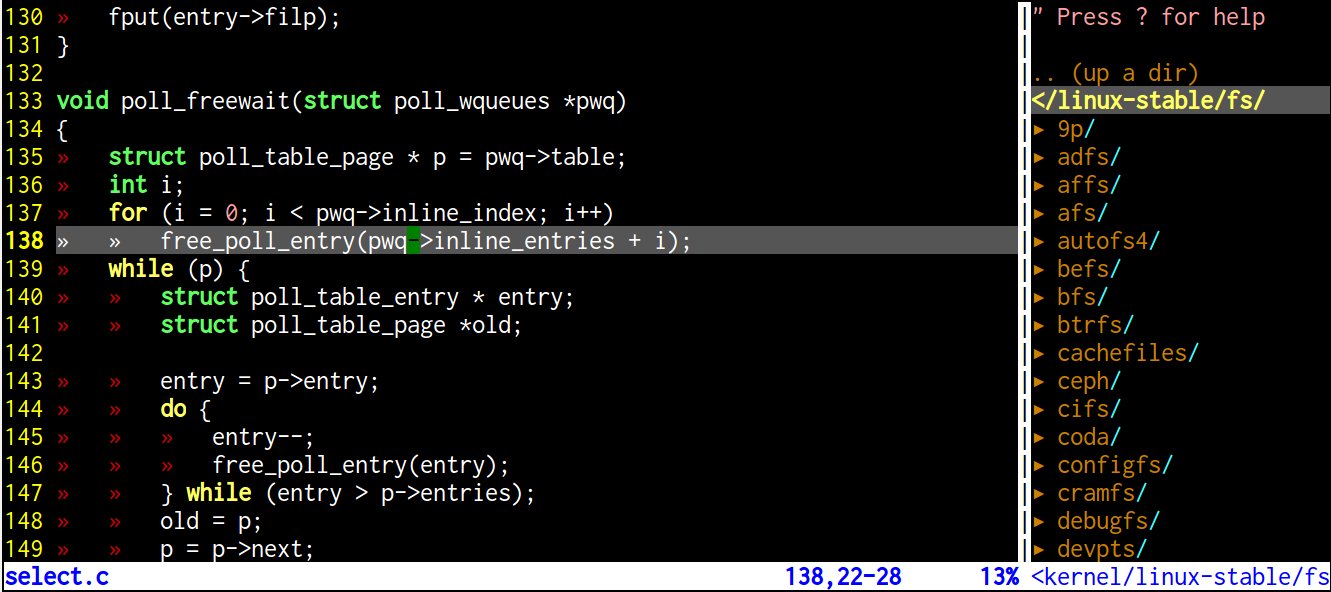 130 »   fput(entry->filp);
131 }
132
133 void poll_freewait(struct poll_wqueues *pwq)
134 {
135 »   struct poll_table_page * p = pwq->table;
136 »   int i;
137 »   for (i = 0; i < pwq->inline_index; i++)
138 »   »   free_poll_entry(pwq->inline_entries + i);
139 »   while (p) {
140 »   »   struct poll_table_entry * entry;
141 »   »   struct poll_table_page *old;
142
143 »   »   entry = p->entry;
144 »   »   do {
145 »   »   »   entry--;
146 »   »   »   free_poll_entry(entry);
147 »   »   } while (entry > p->entries);
148 »   »   old = p;
149 »   »   p = p->next;
select.c 138,22-28 13%
" Press ? for help
.. (up a dir)
</linux-stable/fs/
▸ 9p/
▸ adfs/
▸ affs/
▸ afs/
▸ autofs4/
▸ befs/
▸ bfs/
▸ btrfs/
▸ cachefiles/
▸ ceph/
▸ cifs/
▸ coda/
▸ configfs/
▸ cramfs/
▸ debugfs/
▸ devpts/
<kernel/linux-stable/fs